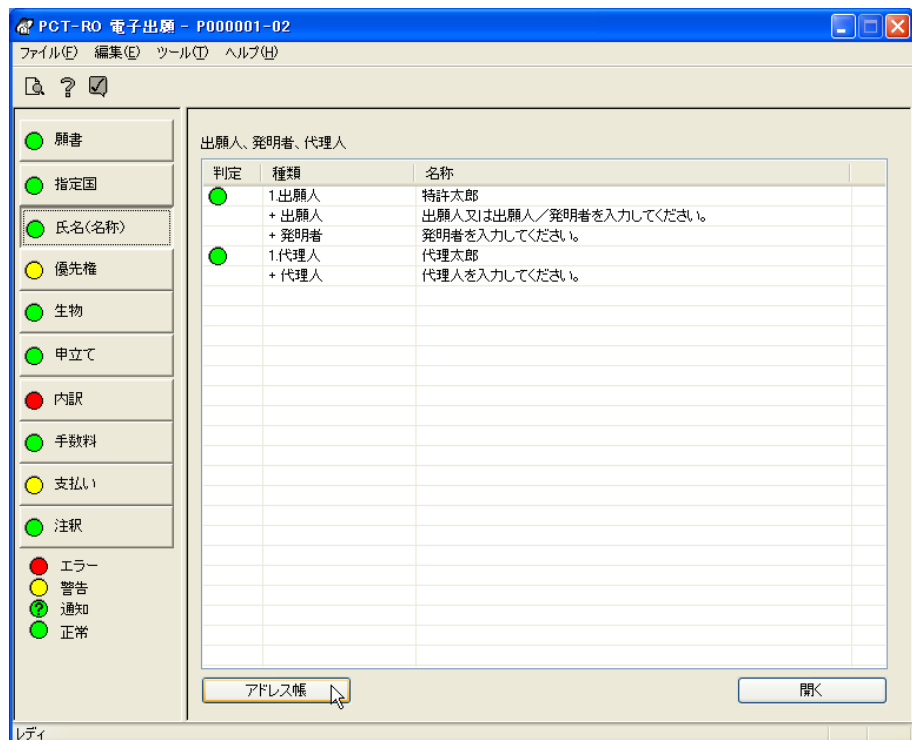 PCT-RO 電子出願 - P000001-02
ファイル(F) 編集(E) ツール(T) ヘルプ(H)
願書
指定国
氏名(名称)
優先権
生物
申立て
内訳
手数料
支払い
注釈
エラー
警告
通知
正常
出願人、発明者、代理人
判定 種類 名称
1.出願人 特許太郎
+ 出願人 出願人又は出願人/発明者を入力してください。
+ 発明者 発明者を入力してください。
1.代理人 代理太郎
+ 代理人 代理人を入力してください。
アドレス帳 開く
レディ